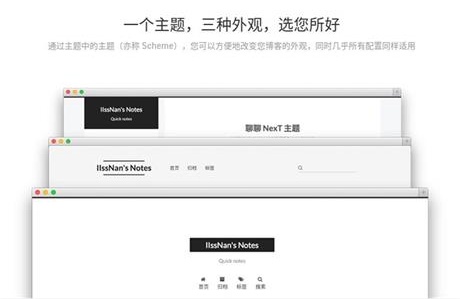 一个主题，三种外观，选您所好
通过主题中的主题（亦称 Scheme），您可以方便地改变您博客的外观，同时几乎所有配置同样适用
IIssNan's Notes
Quick notes
聊聊 NexT 主题
IIssNan's Notes
首页 归档 标签
IIssNan's Notes
Quick notes
首页 归档 标签 搜索